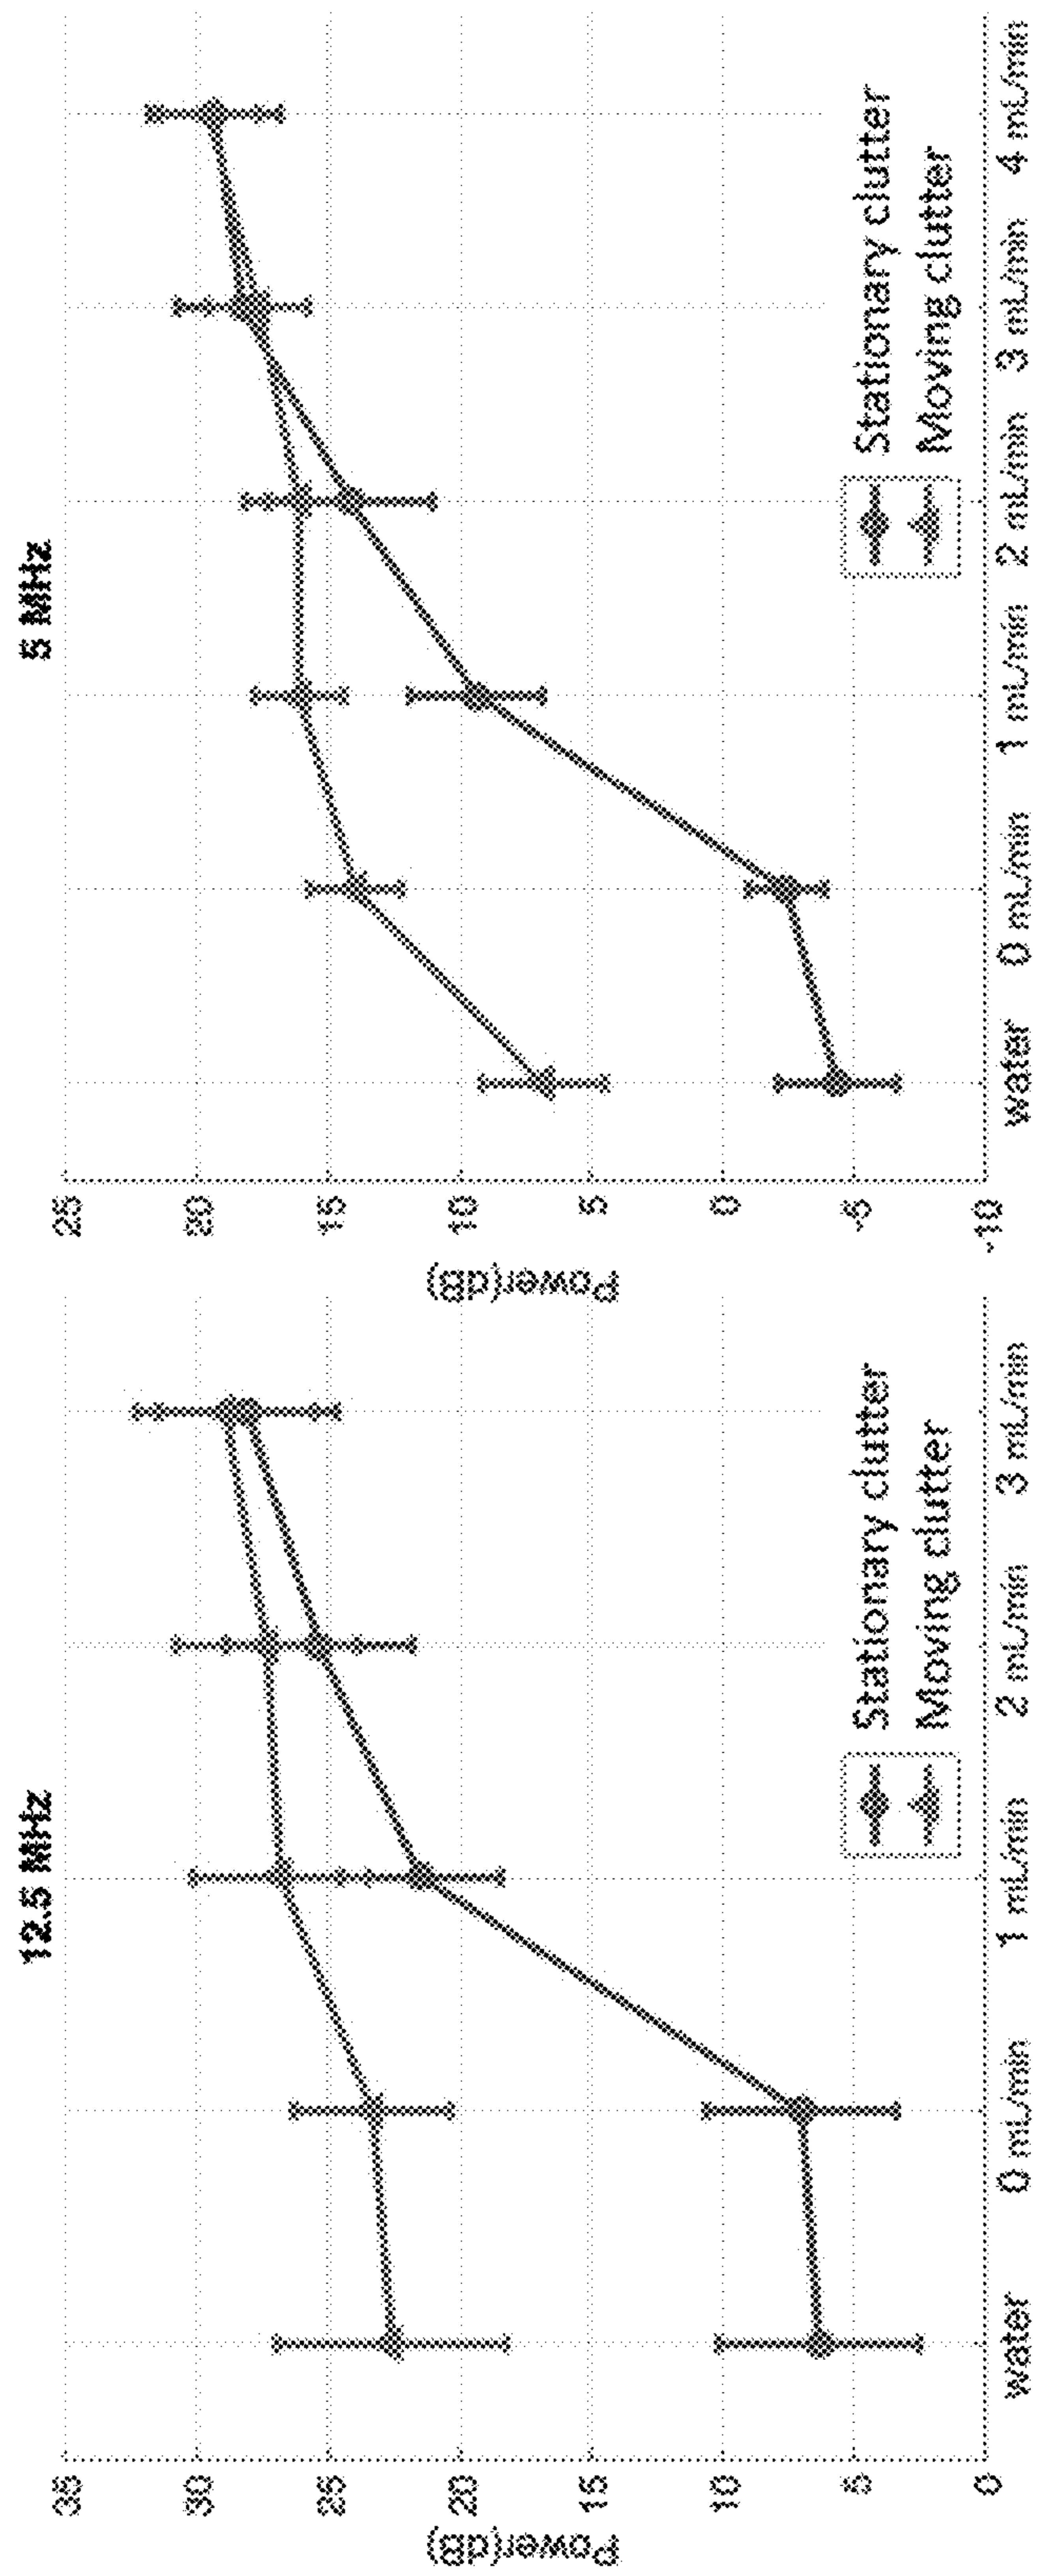 12.5 MHz
Power(dB)
35
30
25
20
15
10
5
0
water
0 mL/min
1 mL/min
2 mL/min
3 mL/min
Stationary clutter
Moving clutter
5 MHz
Power(dB)
25
20
15
10
5
0
-5
-10
water
0 mL/min
1 mL/min
2 mL/min
3 mL/min
4 mL/min
Stationary clutter
Moving clutter